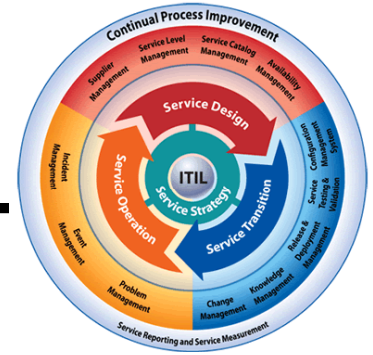 Continual Process Improvement
Supplier
Management
Service Level
Management
Service Catalog
Management
Availability
Management
System
Configuration
Management
Service
Testing &
Validation
Release &
Deployment
Management
Knowledge
Management
Change
Management
Problem
Management
Event
Management
Incident
Management
Service Design
Service Transition
Service Operation
ITIL
Service Strategy
Service Reporting and Service Measurement